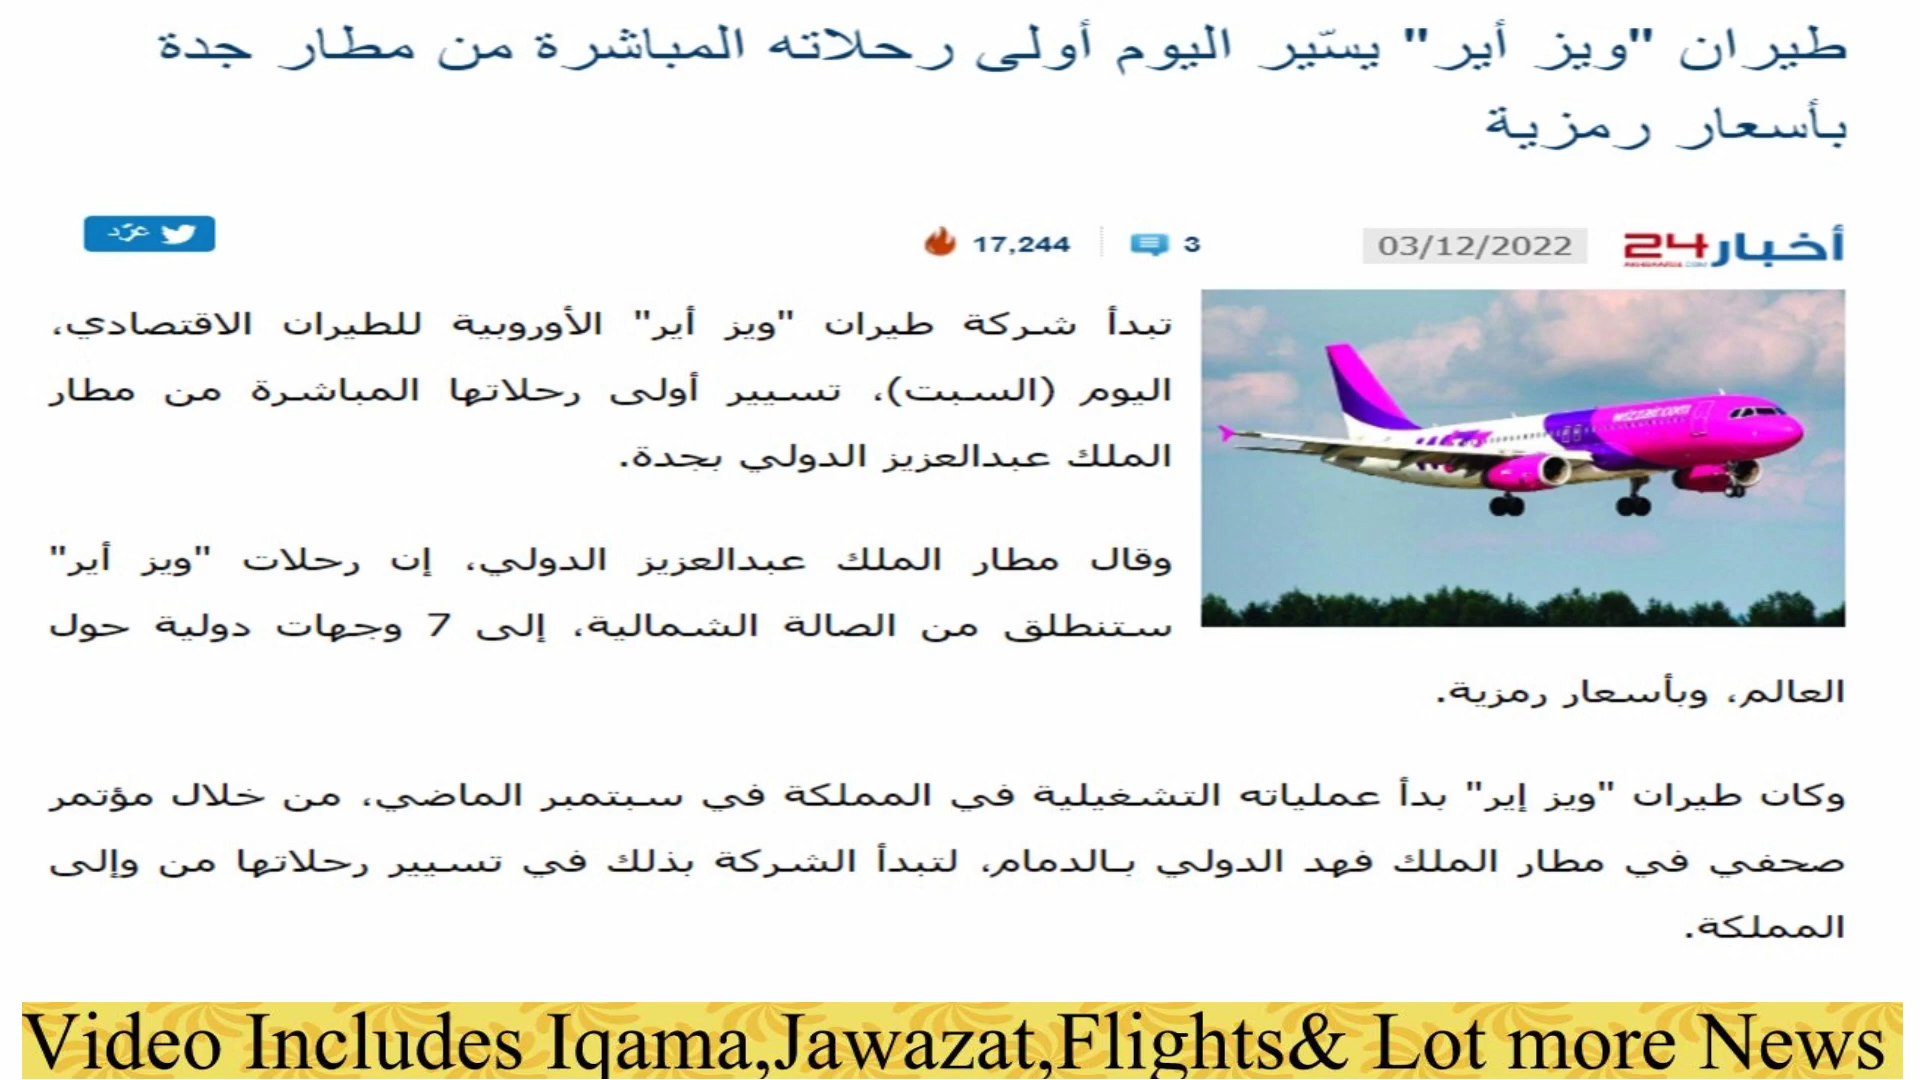 طيران "ويز أير" يسّير اليوم أولى رحلاته المباشرة من مطار جدة
بأسعار رمزية
أخبار24
03/12/2022
3
17,244
غرّد
تبدأ شركة طيران "ويز أير" الأوروبية للطيران الاقتصادي،
اليوم (السبت)، تسيير أولى رحلاتها المباشرة من مطار
الملك عبدالعزيز الدولي بجدة.
وقال مطار الملك عبدالعزيز الدولي، إن رحلات "ويز أير"
ستنطلق من الصالة الشمالية، إلى 7 وجهات دولية حول
العالم، وبأسعار رمزية.
wizzair.com
وكان طيران "ويز إير" بدأ عملياته التشغيلية في المملكة في سبتمبر الماضي، من خلال مؤتمر
صحفي في مطار الملك فهد الدولي بـالدمام، لتبدأ الشركة بذلك في تسيير رحلاتها من وإلى
المملكة.
Video Includes Iqama,Jawazat,Flights& Lot more News